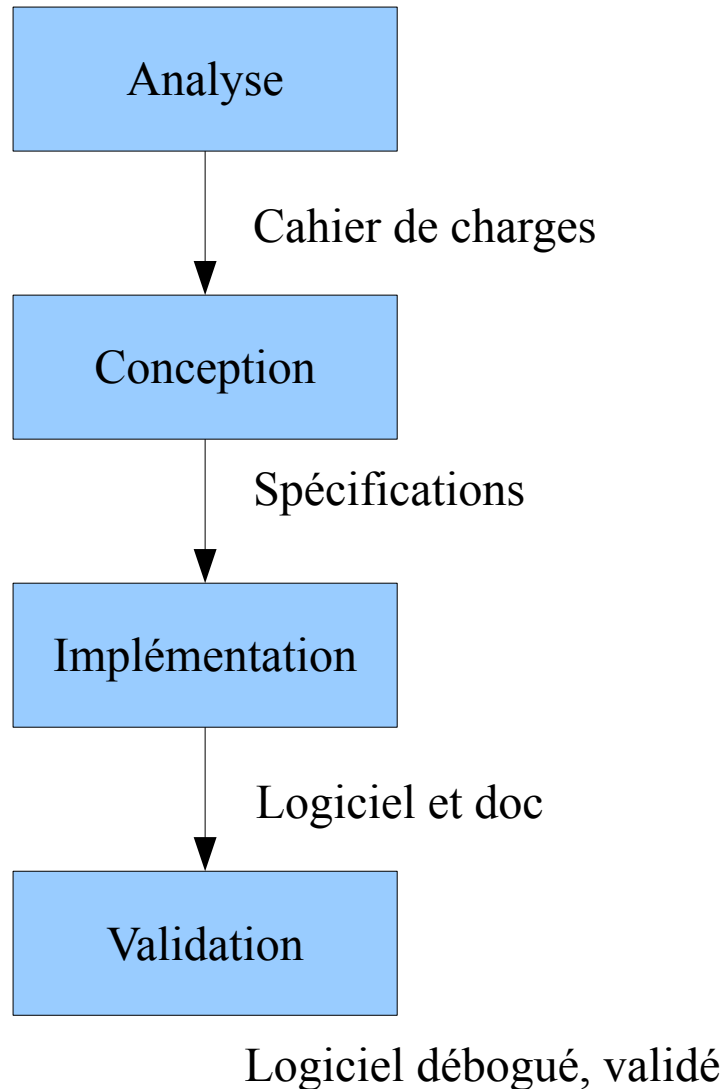 Analyse
Cahier de charges
Conception
Spécifications
Implémentation
Logiciel et doc
Validation
Logiciel débogué, validé